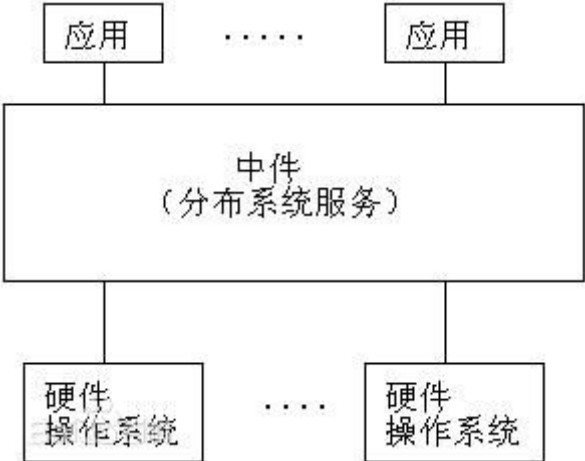 应用 ..... 应用
中件
（分布系统服务）
硬件 .... 硬件
操作系统 操作系统